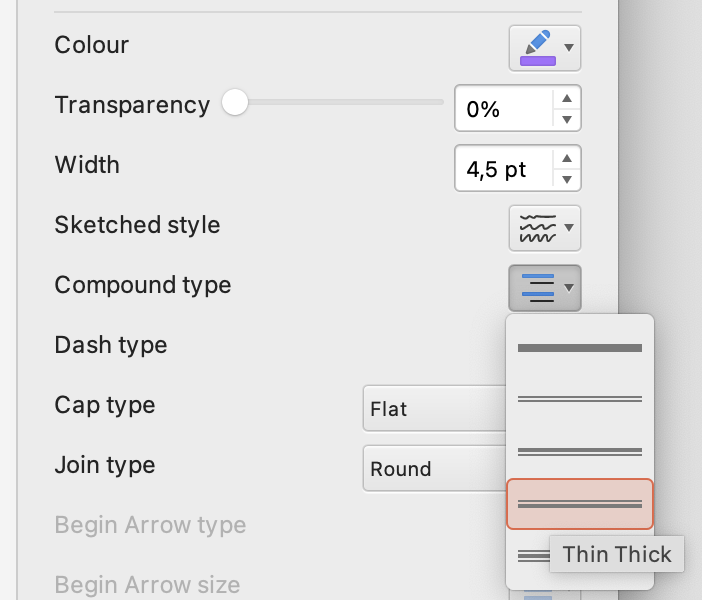 Colour
Transparency 0%
Width 4,5 pt
Sketched style
Compound type
Dash type
Cap type Flat
Join type Round
Begin Arrow type
Thin Thick
Begin Arrow size